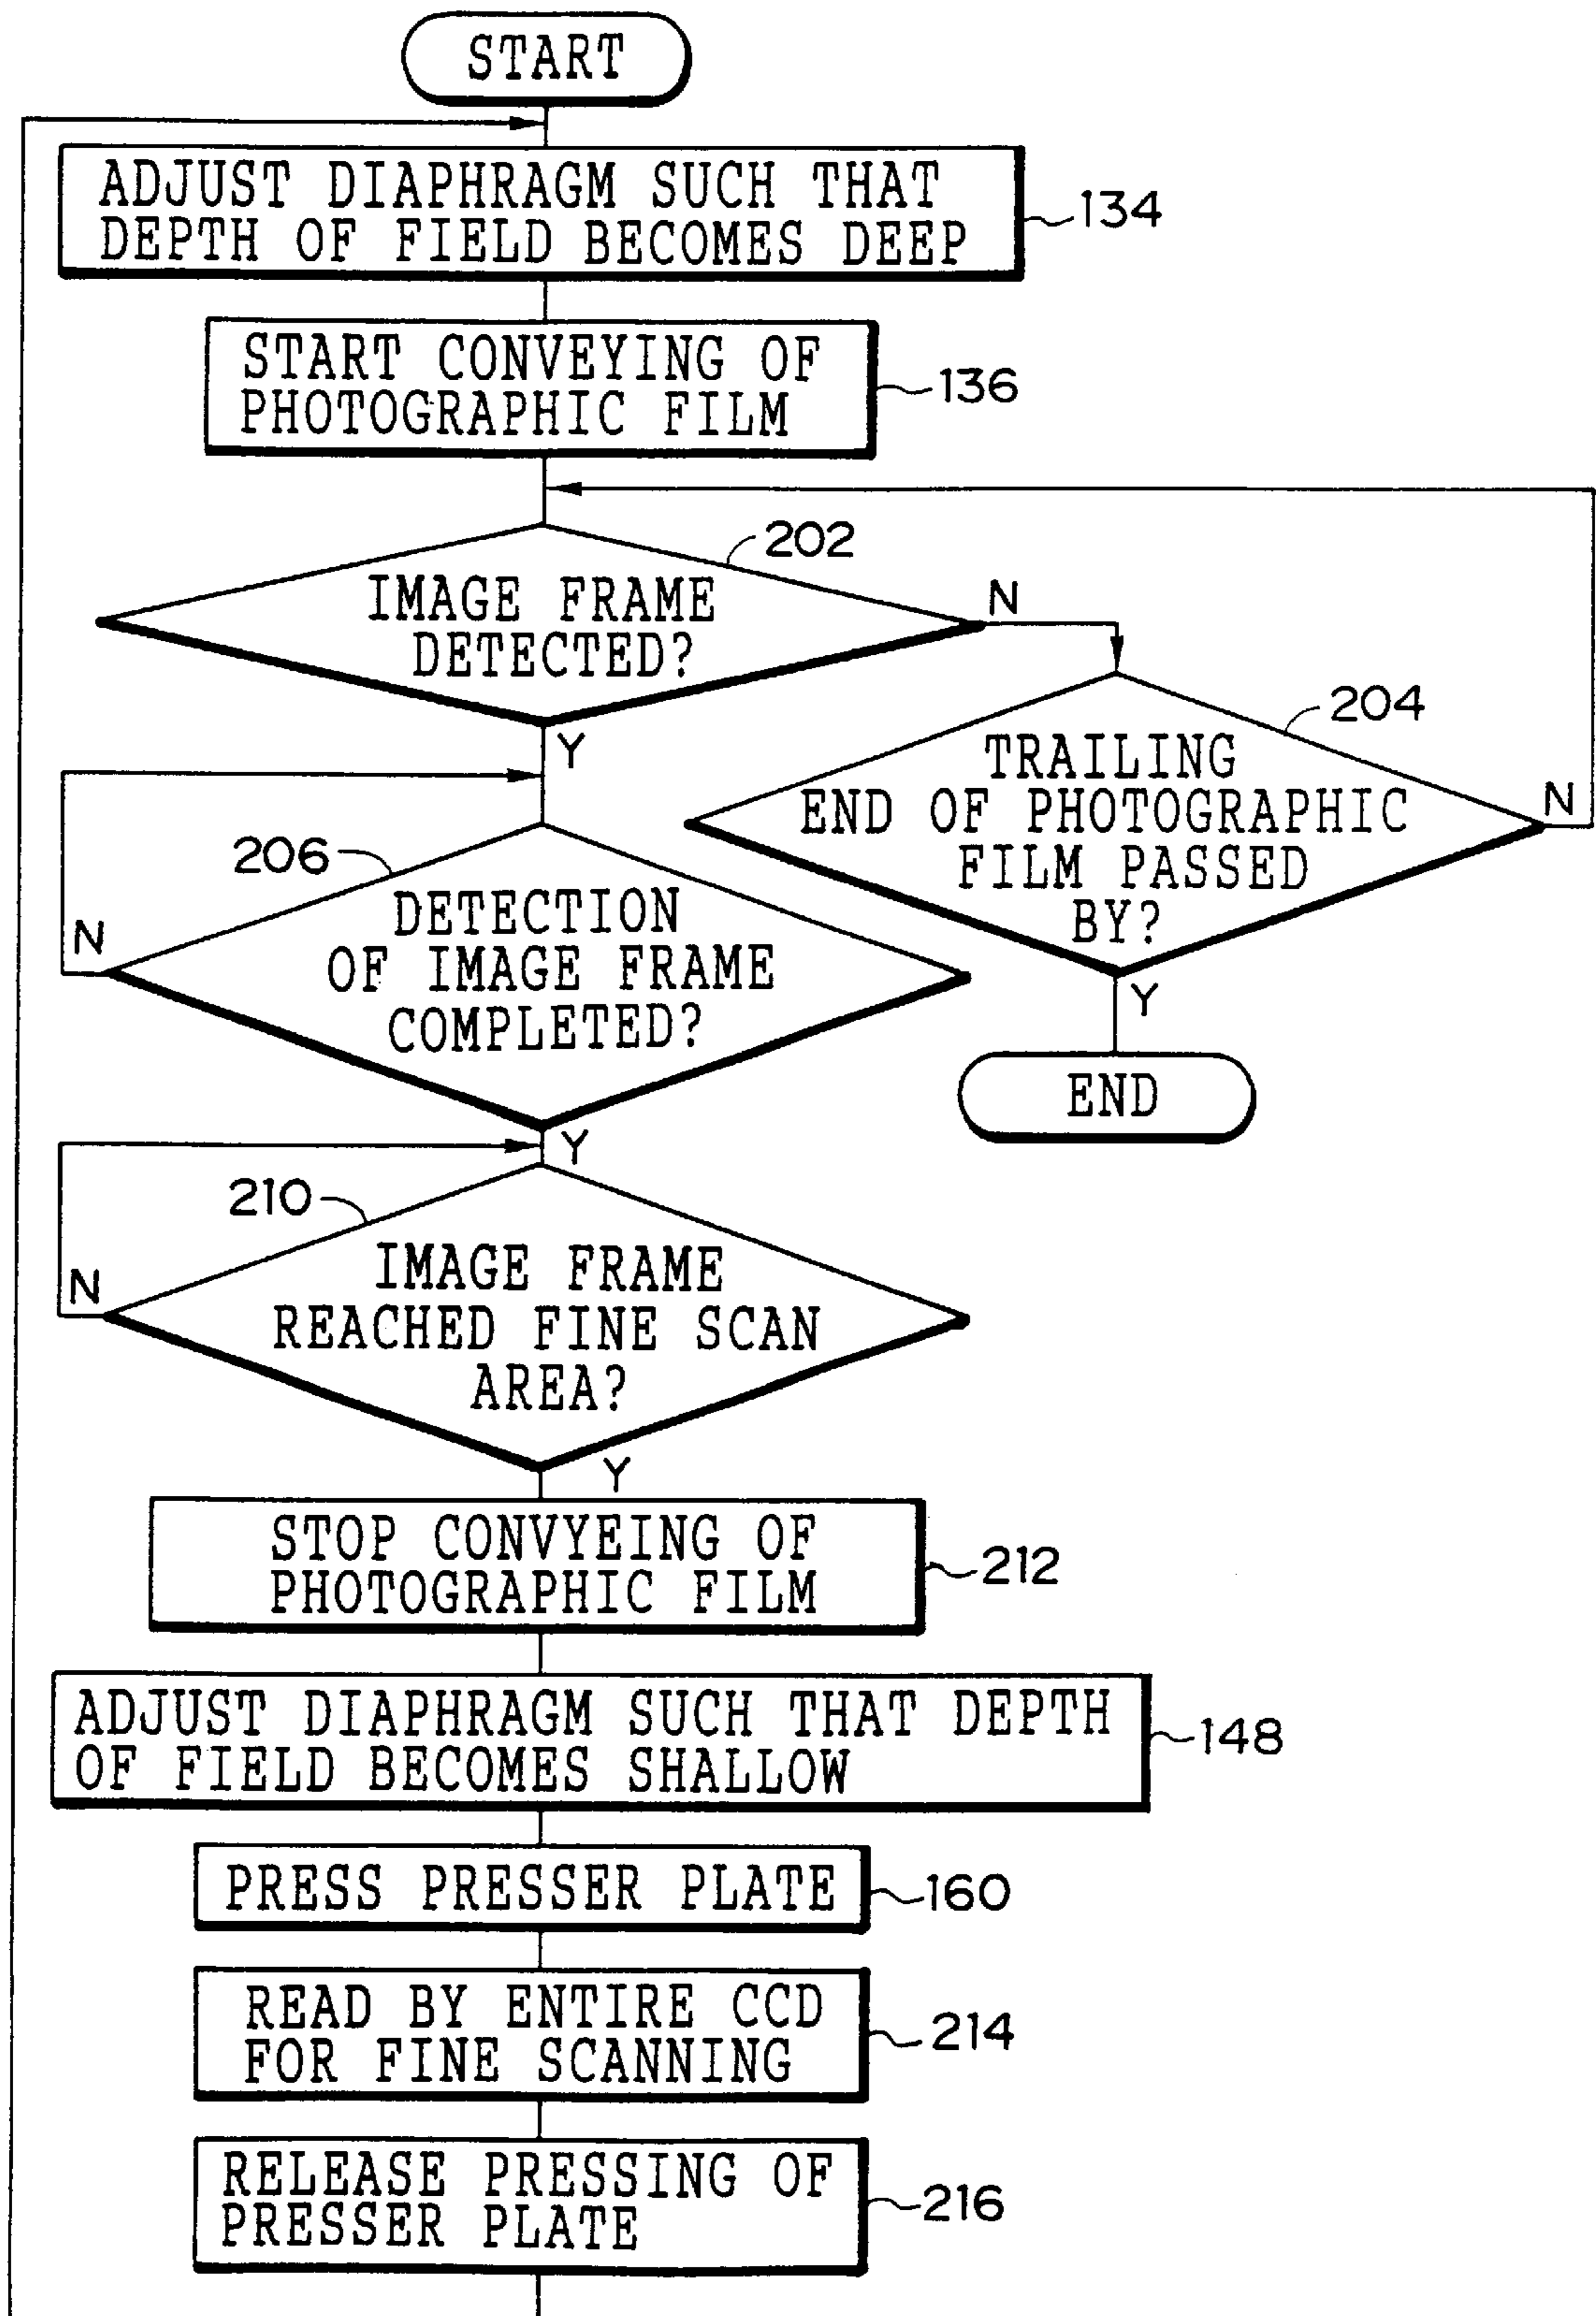 START
ADJUST DIAPHRAGM SUCH THAT
DEPTH OF FIELD BECOMES DEEP
134
START CONVEYING OF
PHOTOGRAPHIC FILM
136
202
IMAGE FRAME
DETECTED?
N
Y
204
TRAILING
END OF PHOTOGRAPHIC
FILM PASSED
BY?
N
Y
END
206
DETECTION
OF IMAGE FRAME
COMPLETED?
N
Y
210
IMAGE FRAME
REACHED FINE SCAN
AREA?
N
Y
STOP CONVYEING OF
PHOTOGRAPHIC FILM
212
ADJUST DIAPHRAGM SUCH THAT DEPTH
OF FIELD BECOMES SHALLOW
148
PRESS PRESSER PLATE
160
READ BY ENTIRE CCD
FOR FINE SCANNING
214
RELEASE PRESSING OF
PRESSER PLATE
216